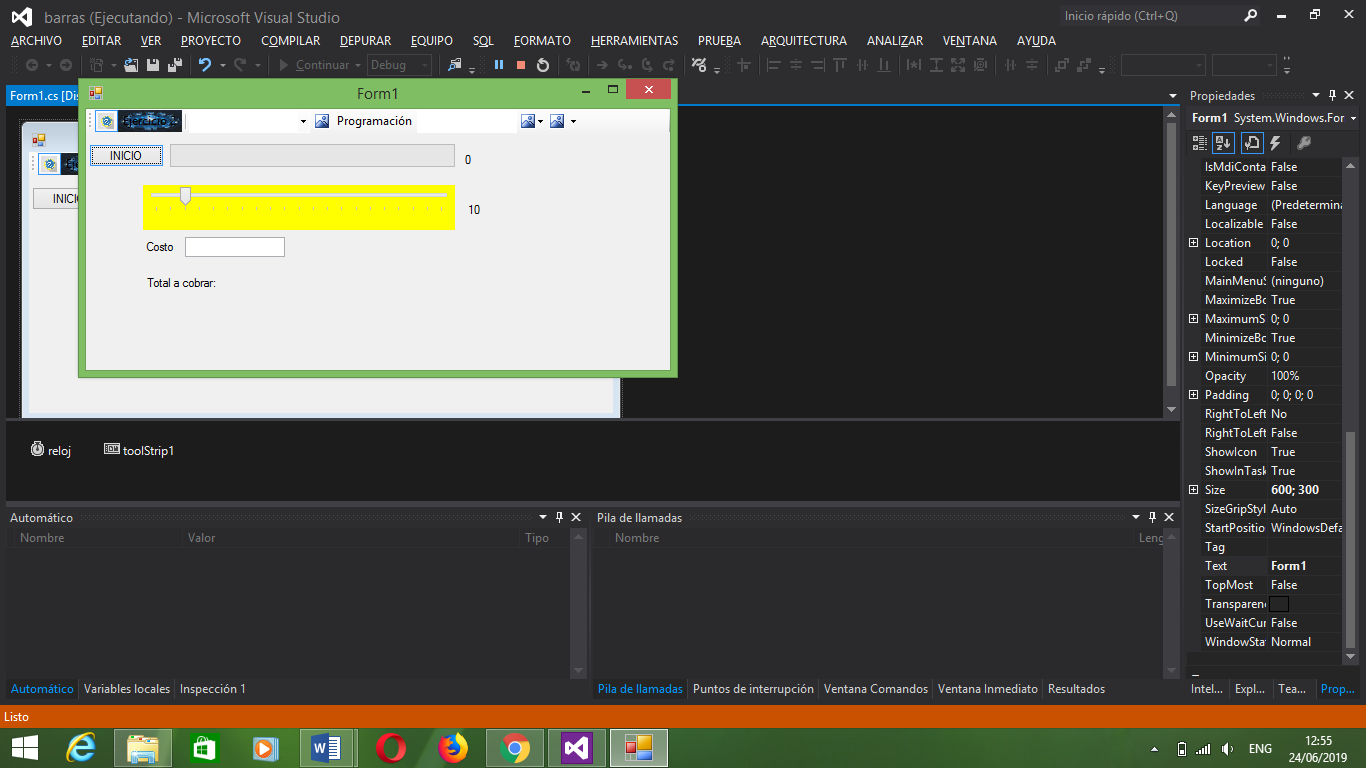 barras (Ejecutando) - Microsoft Visual Studio
Inicio rápido (Ctrl+Q)
ARCHIVO EDITAR VER PROYECTO COMPILAR DEPURAR EQUIPO SQL FORMATO HERRAMIENTAS PRUEBA ARQUITECTURA ANALIZAR VENTANA AYUDA
Continuar Debug
Form1.cs [Dis
Form1
Programación
INICIO
0
10
Costo
Total a cobrar:
INICI
reloj
toolStrip1
Automático
Nombre Valor Tipo
Automático Variables locales Inspección 1
Pila de llamadas
Nombre Leng
Pila de llamadas Puntos de interrupción Ventana Comandos Ventana Inmediato Resultados
Propiedades
Form1 System.Windows.For
IsMdiConta False
KeyPreview False
Language (Predetermina
Localizable False
Location 0; 0
Locked False
MainMenuS (ninguno)
MaximizeBo True
MaximumS 0; 0
MinimizeBo True
MinimumSi 0; 0
Opacity 100%
Padding 0; 0; 0; 0
RightToLeft No
RightToLeft False
ShowIcon True
ShowInTask True
Size 600; 300
SizeGripStyl Auto
StartPositio WindowsDefa
Tag
Text Form1
TopMost False
Transparen
UseWaitCur False
WindowStat Normal
Intel... Expl... Tea... Prop...
Listo
ENG
12:55
24/06/2019